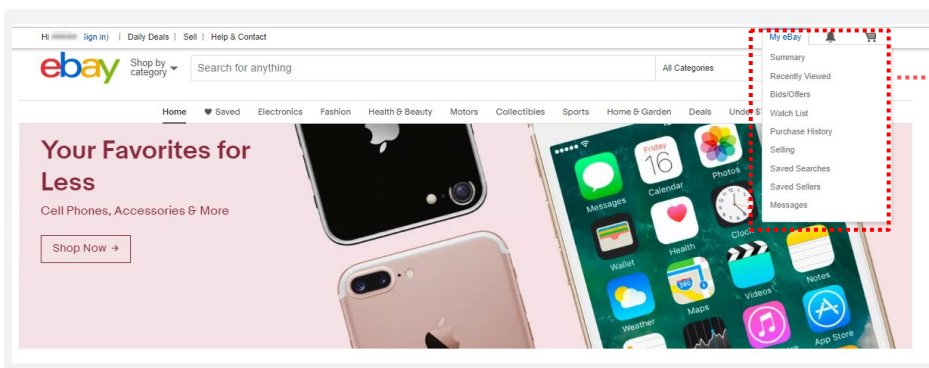 Hi Sign in) | Daily Deals | Sell | Help & Contact
My eBay
ebay
Shop by
category
Search for anything
All Categories
Summary
Recently Viewed
Bids/Offers
Watch List
Purchase History
Selling
Saved Searches
Saved Sellers
Messages
Home Saved Electronics Fashion Health & Beauty Motors Collectibles Sports Home & Garden Deals Under
Your Favorites for
Less
Cell Phones, Accessories & More
Shop Now →
Messages
Friday
16
Calendar
Photos
Wallet
Health
Clock
Weather
280
Maps
Videos
Notes
App Store